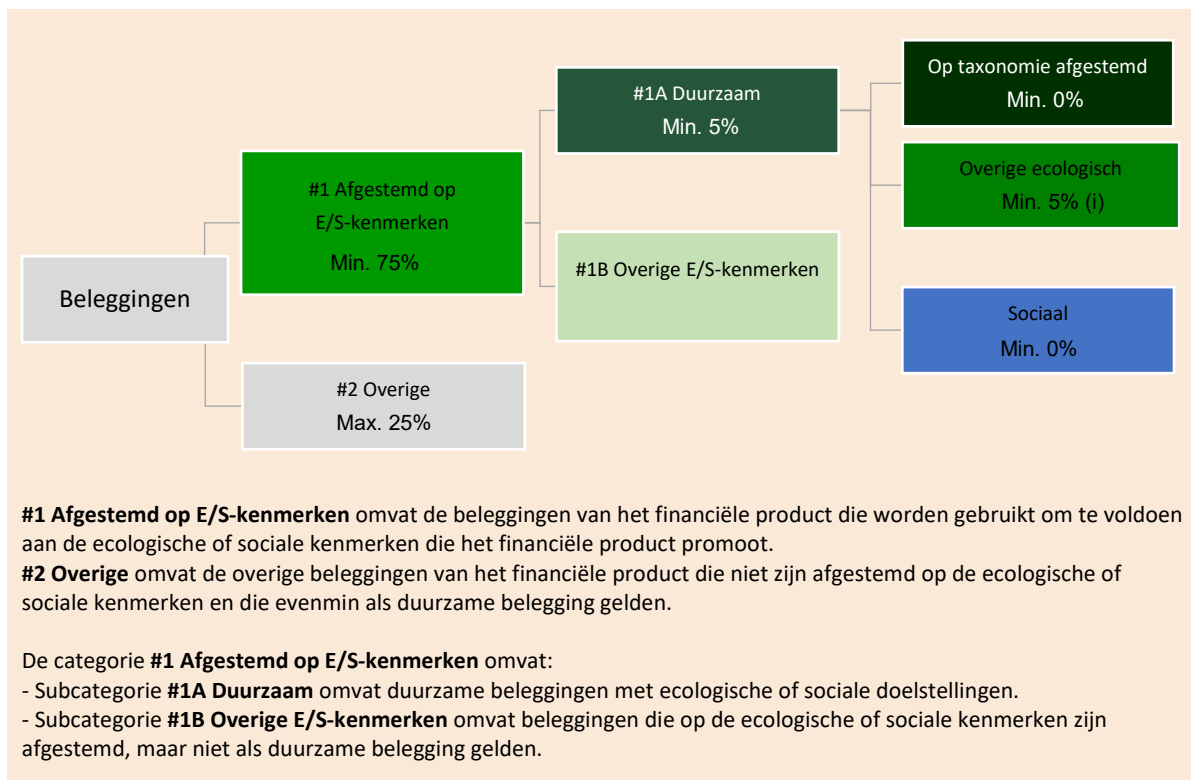 Beleggingen
#1 Afgestemd op
E/S-kenmerken
Min. 75%
#2 Overige
Max. 25%
#1A Duurzaam
Min. 5%
#1B Overige E/S-kenmerken
Op taxonomie afgestemd
Min. 0%
Overige ecologisch
Min. 5% (i)
Sociaal
Min. 0%
#1 Afgestemd op E/S-kenmerken omvat de beleggingen van het financiële product die worden gebruikt om te voldoen
aan de ecologische of sociale kenmerken die het financiële product promoot.
#2 Overige omvat de overige beleggingen van het financiële product die niet zijn afgestemd op de ecologische of
sociale kenmerken en die evenmin als duurzame belegging gelden.
De categorie #1 Afgestemd op E/S-kenmerken omvat:
- Subcategorie #1A Duurzaam omvat duurzame beleggingen met ecologische of sociale doelstellingen.
- Subcategorie #1B Overige E/S-kenmerken omvat beleggingen die op de ecologische of sociale kenmerken zijn
afgestemd, maar niet als duurzame belegging gelden.